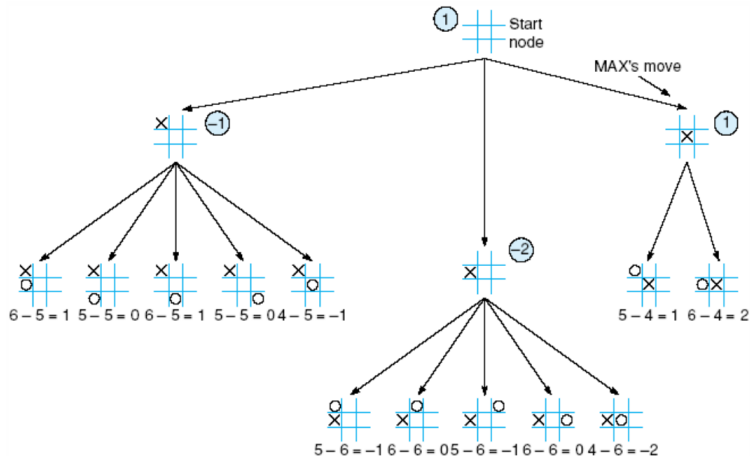 1 Start
node
MAX's move
−1
1
6 − 5 = 1 5 − 5 = 0 6 − 5 = 1 5 − 5 = 0 4 − 5 = −1
−2
5 − 4 = 1 6 − 4 = 2
5 − 6 = −1 6 − 6 = 0 5 − 6 = −1 6 − 6 = 0 4 − 6 = −2